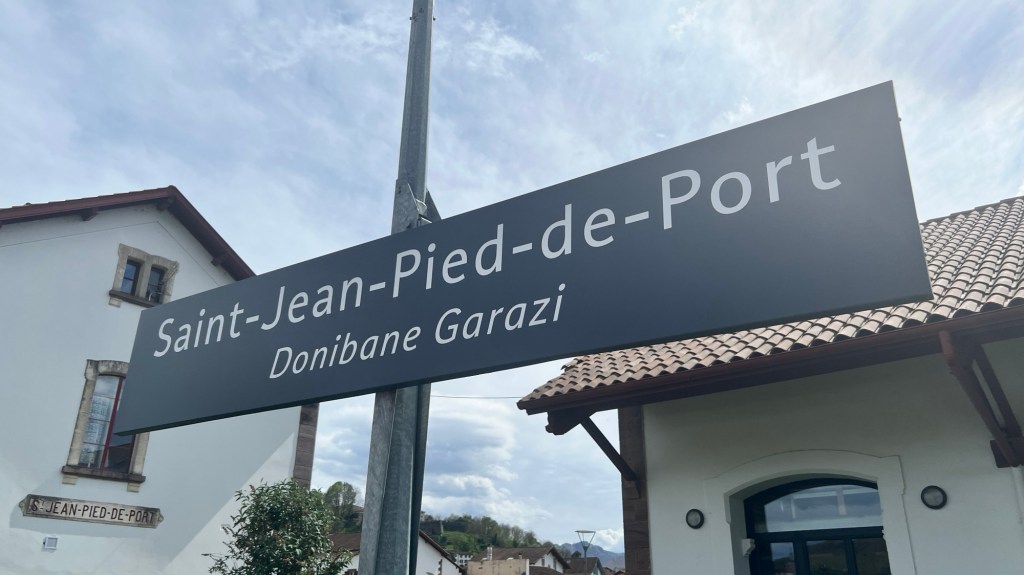 Saint-Jean-Pied-de-Port
Donibane Garazi
ST JEAN-PIED-DE-PORT